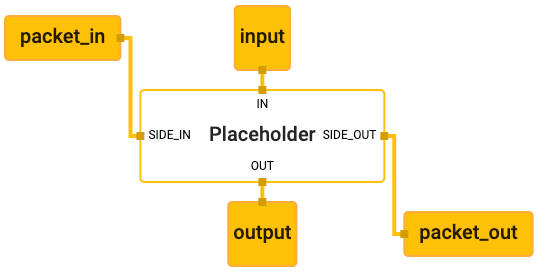 packet_in
input
IN
SIDE_IN
Placeholder
SIDE_OUT
OUT
output
packet_out